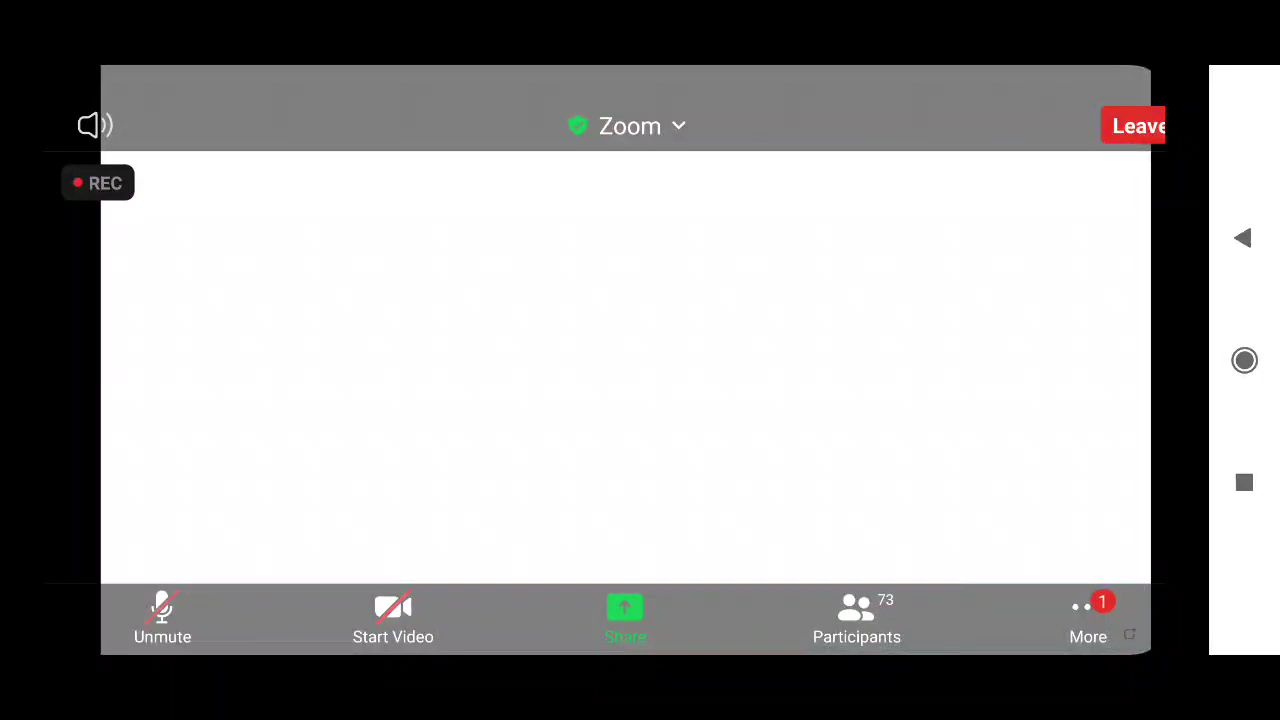 Zoom
Leave
REC
73
1
Unmute
Start Video
Share
Participants
More